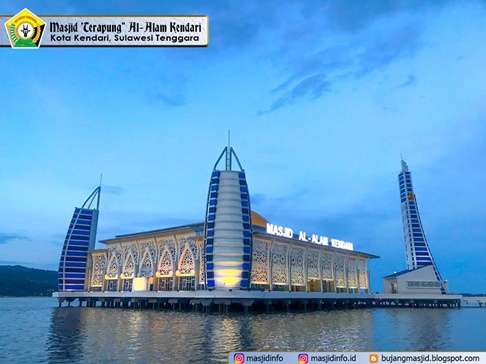 Masjid "Terapung" Al-Alam Kendari
Kota Kendari, Sulawesi Tenggara
MASJID AL-ALAM KENDARI
masjidinfo masjidinfo.id bujangmasjid.blogspot.com